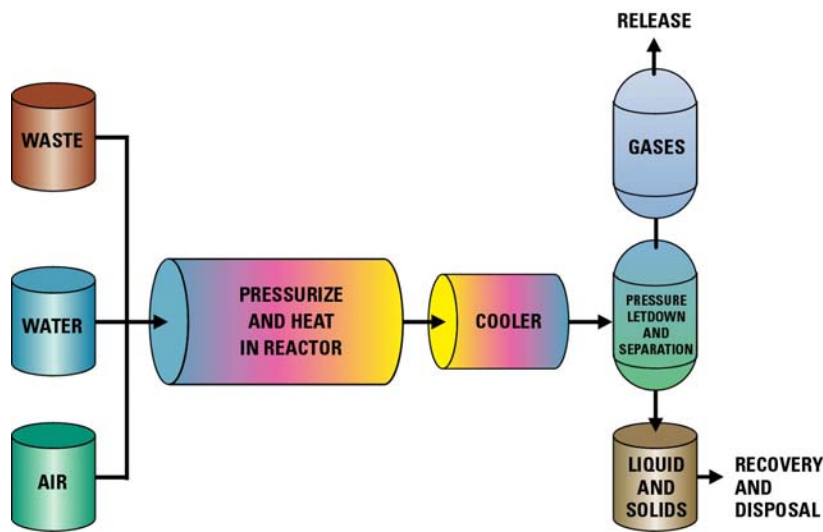 RELEASE
WASTE
GASES
WATER
PRESSURIZE
AND HEAT
IN REACTOR
COOLER
PRESSURE
LETDOWN
AND
SEPARATION
AIR
LIQUID
AND
SOLIDS
RECOVERY
AND
DISPOSAL